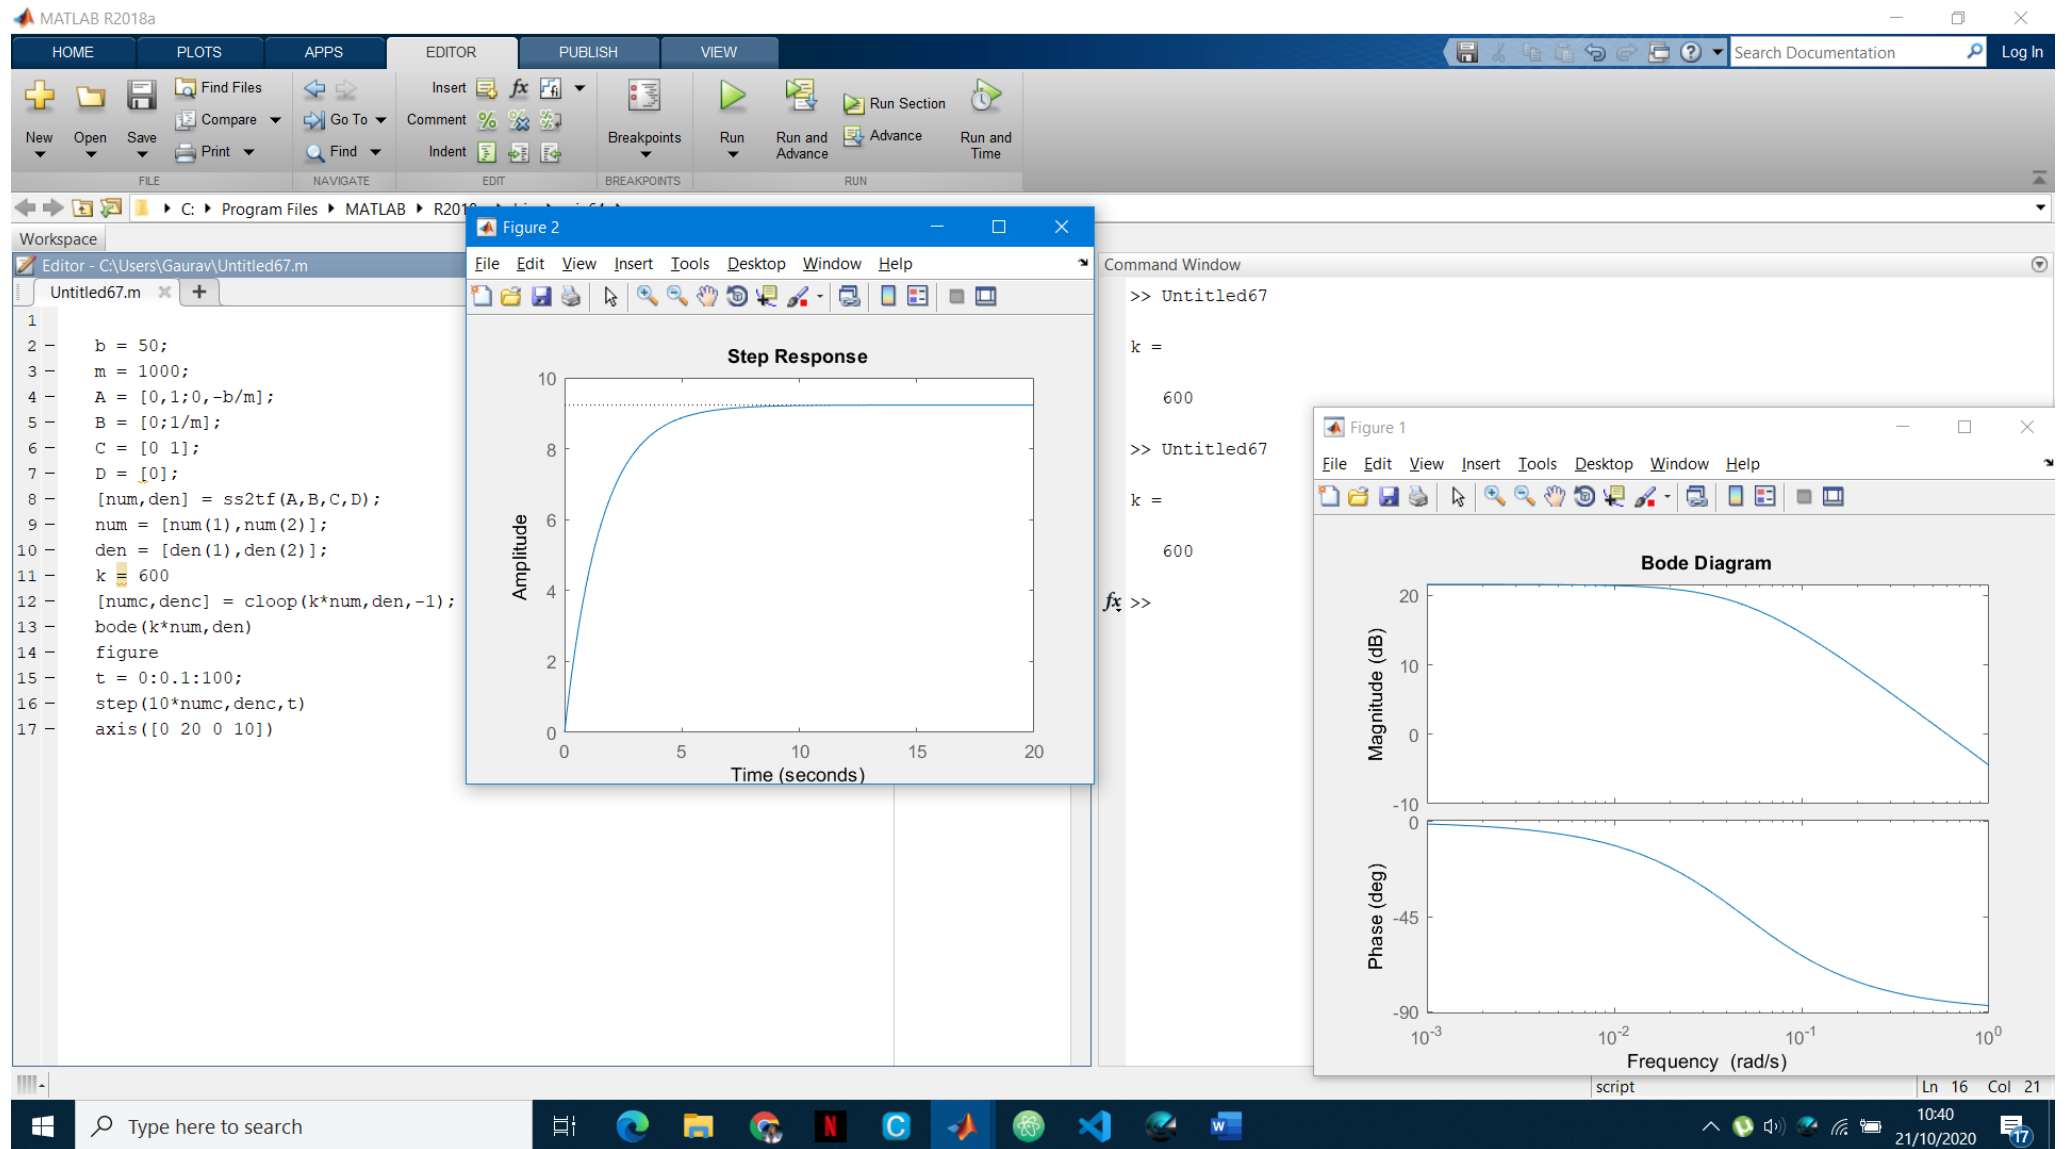 MATLAB R2018a
HOME PLOTS APPS EDITOR PUBLISH VIEW
Search Documentation Log In
New Open Save Find Files Compare Print
FILE
Go To Find
NAVIGATE
Insert fx
Comment
Indent
EDIT
Breakpoints
BREAKPOINTS
Run
Run and Advance
Run Section
Advance
Run and Time
RUN
C: Program Files MATLAB
Workspace
Editor - C:\Users\Gaurav\Untitled67.m
Untitled67.m
1
2 – b = 50;
3 – m = 1000;
4 – A = [0,1;0,-b/m];
5 – B = [0;1/m];
6 – C = [0 1];
7 – D = [0];
8 – [num,den] = ss2tf(A,B,C,D);
9 – num = [num(1),num(2)];
10 – den = [den(1),den(2)];
11 – k = 600
12 – [numc,denc] = cloop(k*num,den,-1);
13 – bode(k*num,den)
14 – figure
15 – t = 0:0.1:100;
16 – step(10*numc,denc,t)
17 – axis([0 20 0 10])
Figure 2
File Edit View Insert Tools Desktop Window Help
Step Response
Amplitude
10
8
6
4
2
0
0 5 10 15 20
Time (seconds)
Command Window
>> Untitled67
k =
600
>> Untitled67
k =
600
fx >>
Figure 1
File Edit View Insert Tools Desktop Window Help
Bode Diagram
Magnitude (dB)
20
10
0
-10
Phase (deg)
0
-45
-90
10-3 10-2 10-1 100
Frequency (rad/s)
script Ln 16 Col 21
Type here to search
N C W
10:40
21/10/2020
17